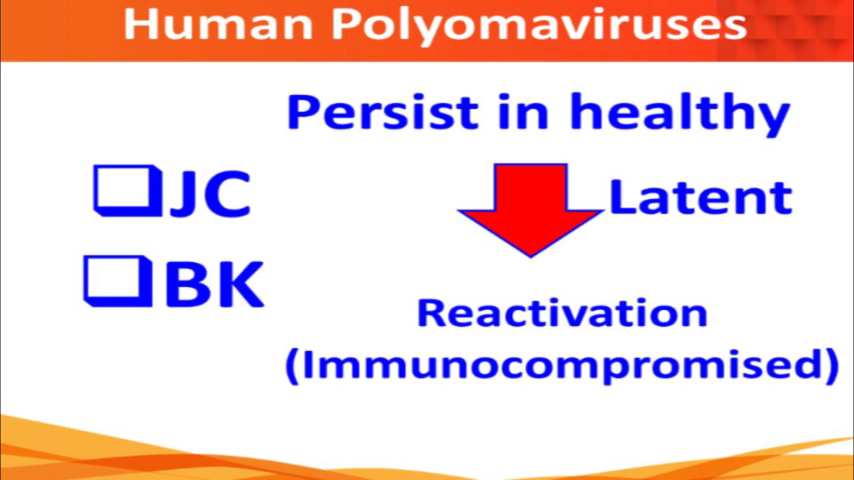 Human Polyomaviruses
Persist in healthy
JC
Latent
BK
Reactivation
(Immunocompromised)